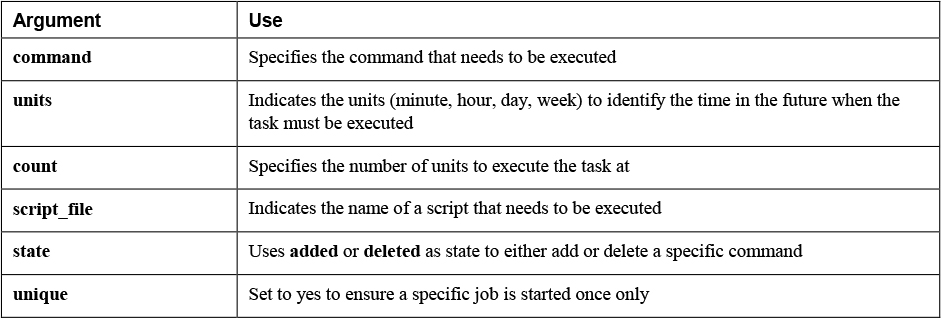 Argument Use
command Specifies the command that needs to be executed
units Indicates the units (minute, hour, day, week) to identify the time in the future when the
task must be executed
count Specifies the number of units to execute the task at
script_file Indicates the name of a script that needs to be executed
state Uses added or deleted as state to either add or delete a specific command
unique Set to yes to ensure a specific job is started once only